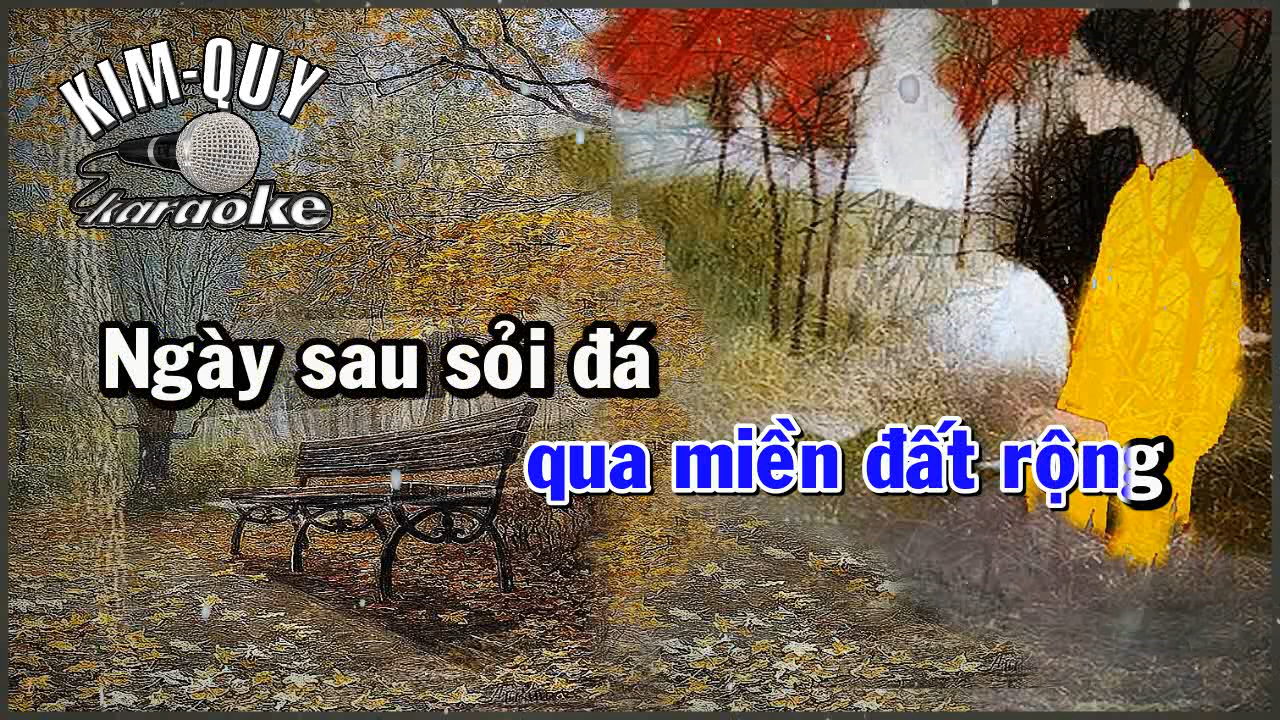 KIM-QUY
karaoke
Ngày sau sỏi đá
qua miền đất rộng